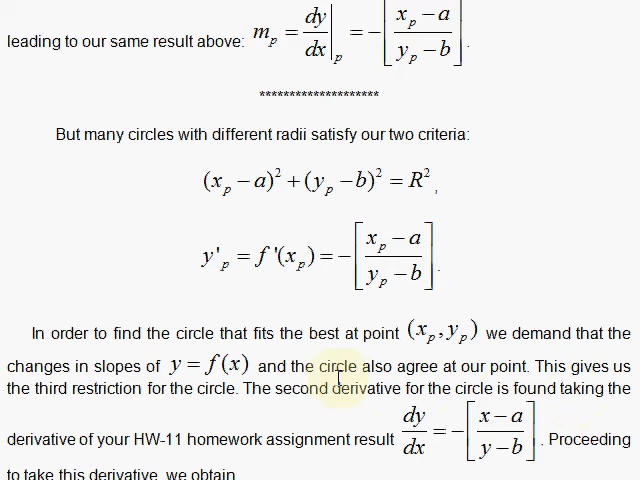 leading to our same result above: m_p = dy/dx|_p = -[(x_p - a)/(y_p - b)].
********************
But many circles with different radii satisfy our two criteria:
(x_p - a)^2 + (y_p - b)^2 = R^2,
y'_p = f'(x_p) = -[(x_p - a)/(y_p - b)].
In order to find the circle that fits the best at point (x_p, y_p) we demand that the
changes in slopes of y = f(x) and the circle also agree at our point. This gives us
the third restriction for the circle. The second derivative for the circle is found taking the
derivative of your HW-11 homework assignment result dy/dx = -[(x - a)/(y - b)]. Proceeding
to take this derivative, we obtain